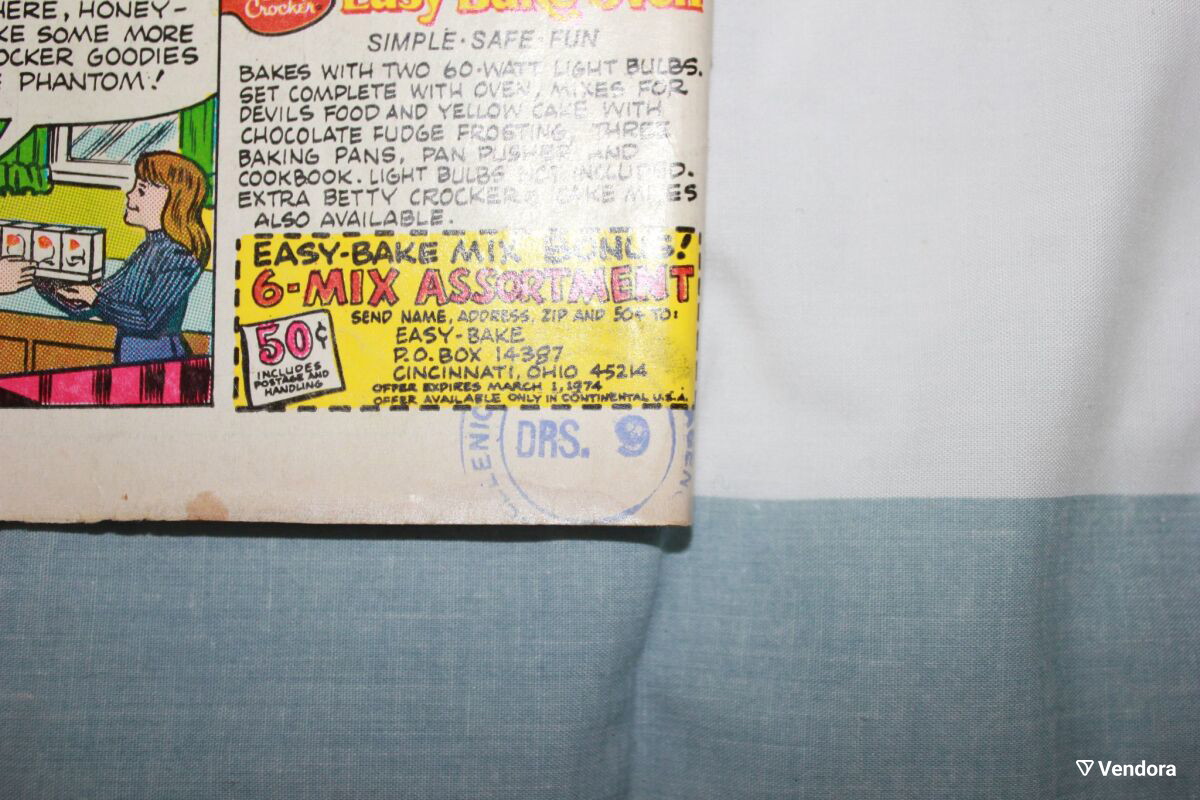 HERE, HONEY-
KE SOME MORE
OCKER GOODIES
PHANTOM!
Crocker
Easy Bake Oven
SIMPLE·SAFE·FUN
BAKES WITH TWO 60-WATT LIGHT BULBS.
SET COMPLETE WITH OVEN, MIXES FOR
DEVILS FOOD AND YELLOW CAKE WITH
CHOCOLATE FUDGE FROSTING, THREE
BAKING PANS, PAN PUSHER AND
COOKBOOK. LIGHT BULBS NOT INCLUDED.
EXTRA BETTY CROCKER CAKE MIXES
ALSO AVAILABLE.
EASY-BAKE MIX BONUS!
6-MIX ASSORTMENT
SEND NAME, ADDRESS, ZIP AND 50¢ TO:
EASY-BAKE
P.O. BOX 14387
CINCINNATI, OHIO 45214
50¢
INCLUDES
POSTAGE AND
HANDLING
OFFER EXPIRES MARCH 1, 1974
OFFER AVAILABLE ONLY IN CONTINENTAL U.S.A.
LLENIC
DRS. 9
AGEN
Vendora